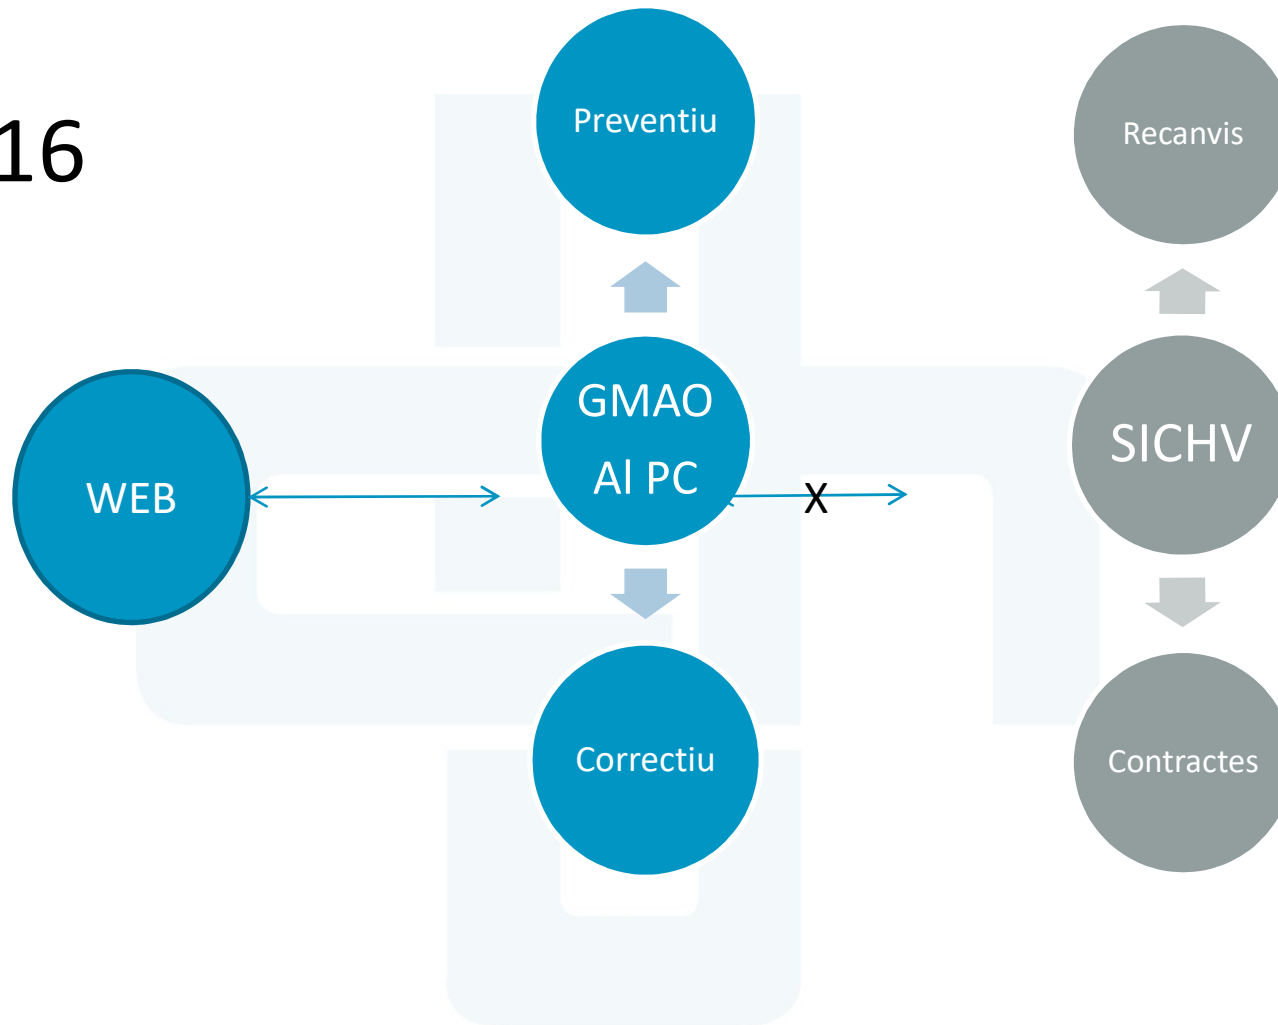 16
Preventiu
Recanvis
GMAO
Al PC
SICHV
WEB
X
Correctiu
Contractes